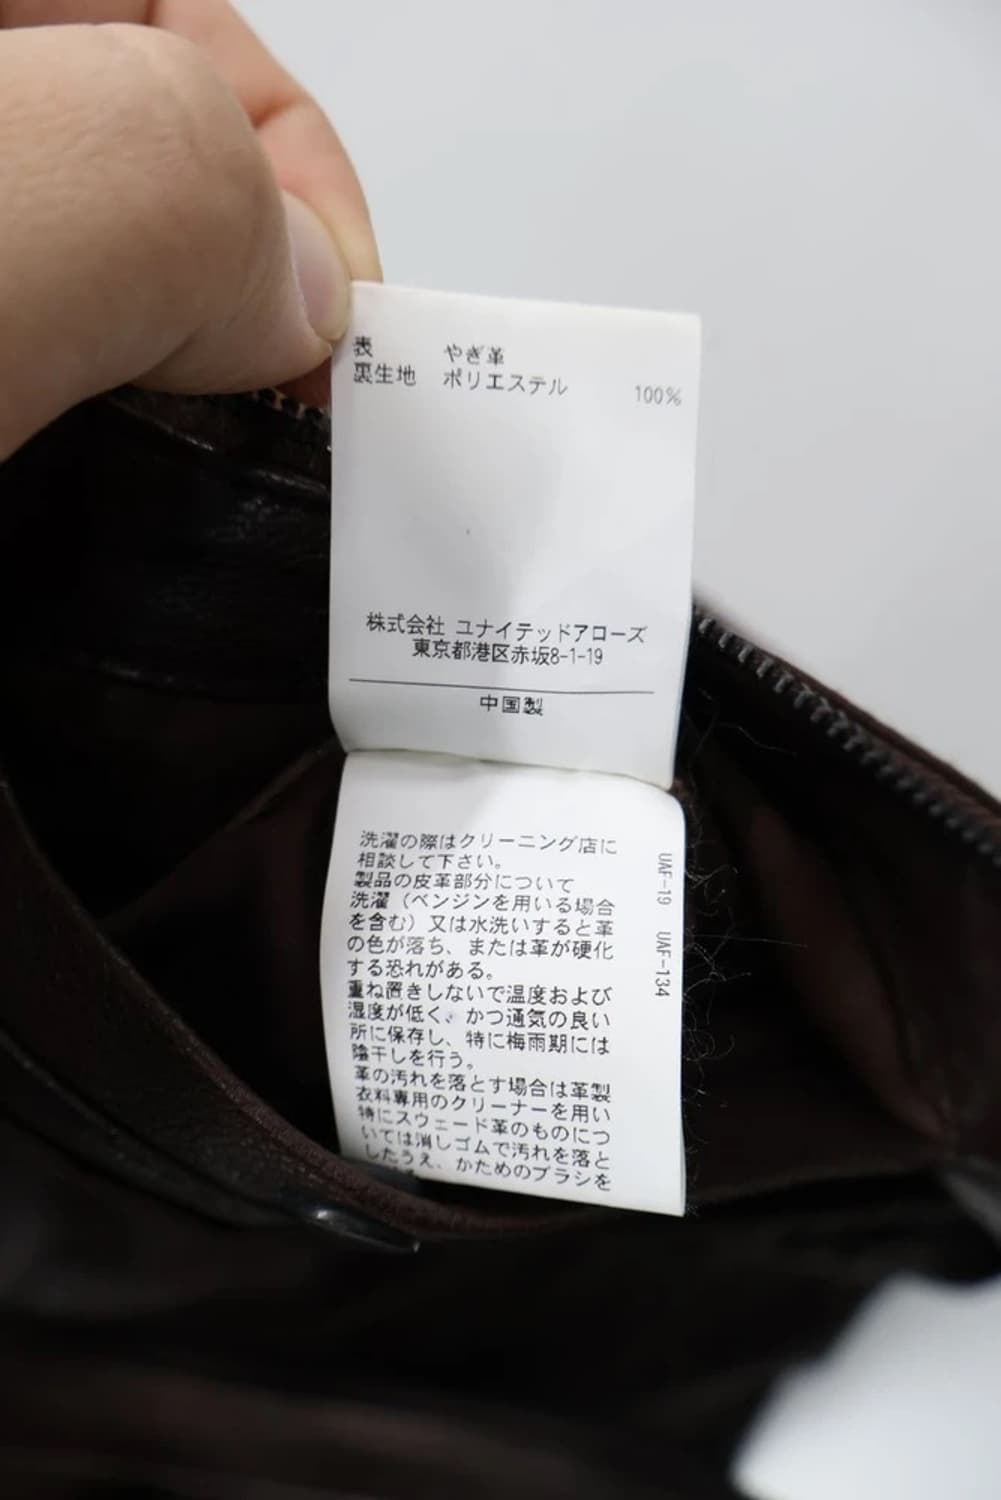 表 やぎ革
裏生地 ポリエステル 100%
株式会社 ユナイテッドアローズ
東京都港区赤坂8-1-19
中国製
洗濯の際はクリーニング店に
相談して下さい。
製品の皮革部分について
洗濯（ベンジンを用いる場合
を含む）又は水洗いすると革
の色が落ち、または革が硬化
する恐れがある。
重ね置きしないで温度および
湿度が低く、かつ通気の良い
所に保存し、特に梅雨期には
陰干しを行う。
革の汚れを落とす場合は革製
衣料専用のクリーナーを用い
特にスウェード革のものにつ
いては消しゴムで汚れを落と
したうえ、かためのブラシを
UAF-19 UAF-134